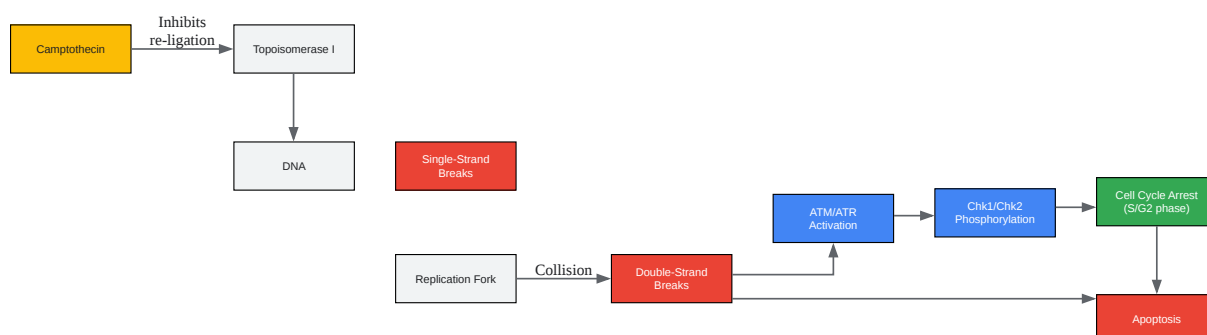 Inhibits
re-ligation
Camptothecin
Topoisomerase I
DNA
Single-Strand
Breaks
ATM/ATR
Activation
Chk1/Chk2
Phosphorylation
Cell Cycle Arrest
(S/G2 phase)
Replication Fork
Collision
Double-Strand
Breaks
Apoptosis